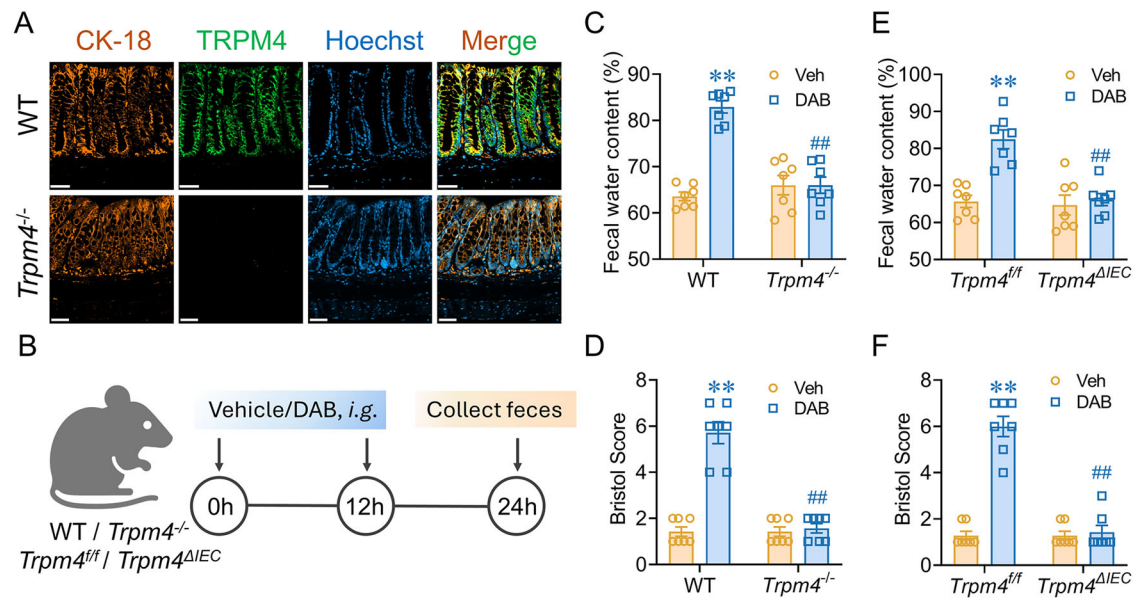 A
CK-18 TRPM4 Hoechst Merge
WT
Trpm4-/-
B
Vehicle/DAB, i.g.
Collect feces
0h 12h 24h
WT / Trpm4-/-
Trpm4f/f / Trpm4ΔIEC
C
Fecal water content (%)
90
80
70
60
50
**
##
Veh
DAB
WT Trpm4-/-
D
Bristol Score
8
6
4
2
0
**
##
Veh
DAB
WT Trpm4-/-
E
Fecal water content (%)
100
90
80
70
60
50
**
##
Veh
DAB
Trpm4f/f Trpm4ΔIEC
F
Bristol Score
8
6
4
2
0
**
##
Veh
DAB
Trpm4f/f Trpm4ΔIEC